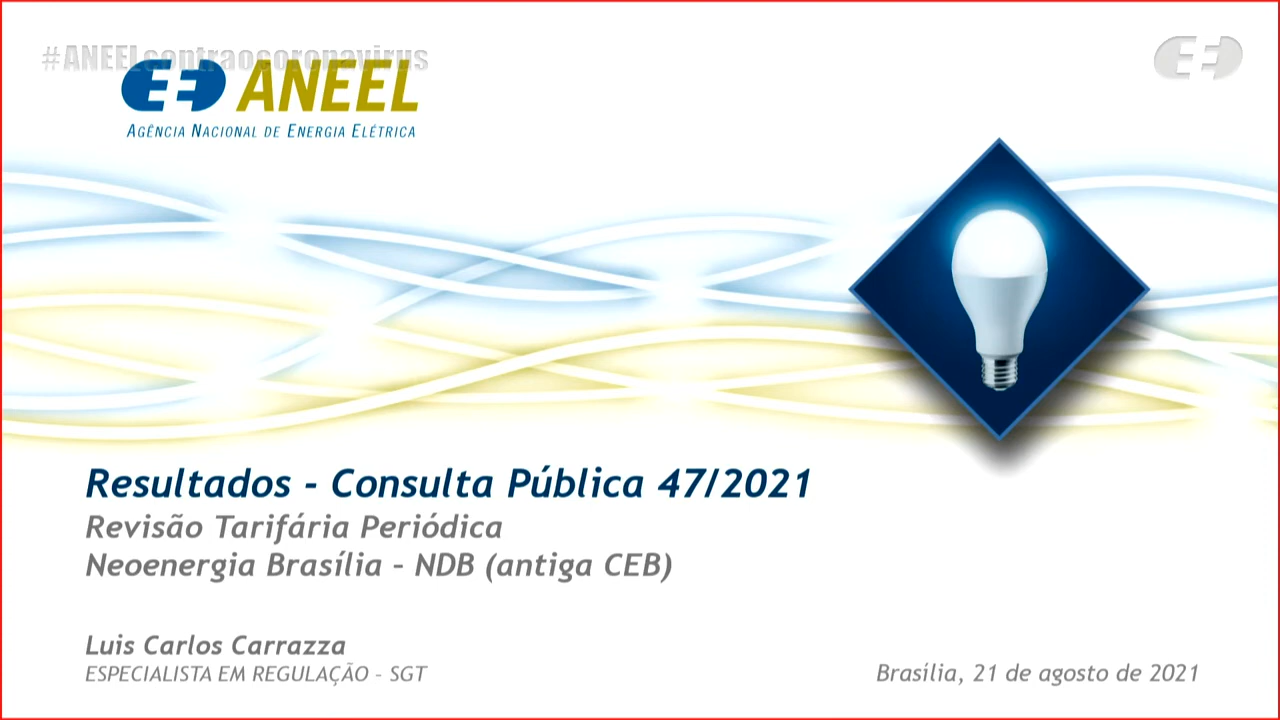 #ANEELcontraocoronavirus
ANEEL
AGÊNCIA NACIONAL DE ENERGIA ELÉTRICA
Resultados - Consulta Pública 47/2021
Revisão Tarifária Periódica
Neoenergia Brasília – NDB (antiga CEB)
Luis Carlos Carrazza
ESPECIALISTA EM REGULAÇÃO – SGT
Brasília, 21 de agosto de 2021